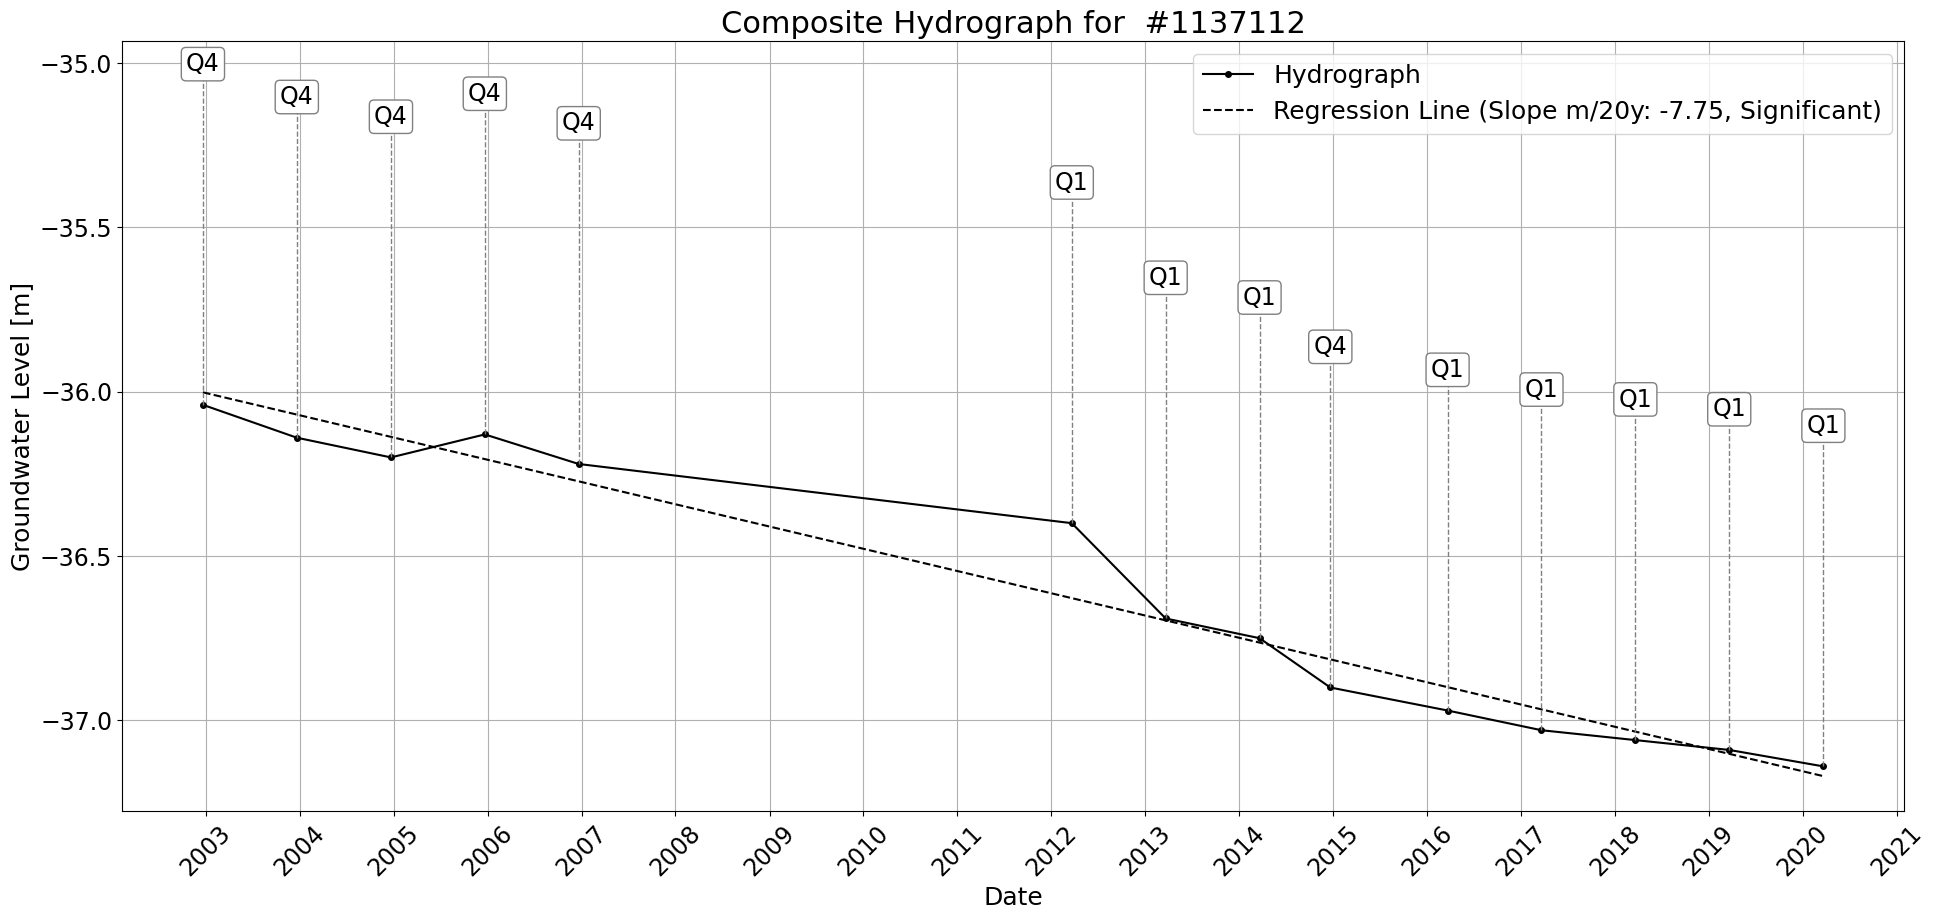 Composite Hydrograph for  #1137112
Hydrograph
Regression Line (Slope m/20y: -7.75, Significant)
Q4
Q4
Q4
Q4
Q4
Q1
Q1
Q1
Q4
Q1
Q1
Q1
Q1
Q1
Groundwater Level [m]
−35.0
−35.5
−36.0
−36.5
−37.0
2003
2004
2005
2006
2007
2008
2009
2010
2011
2012
2013
2014
2015
2016
2017
2018
2019
2020
2021
Date